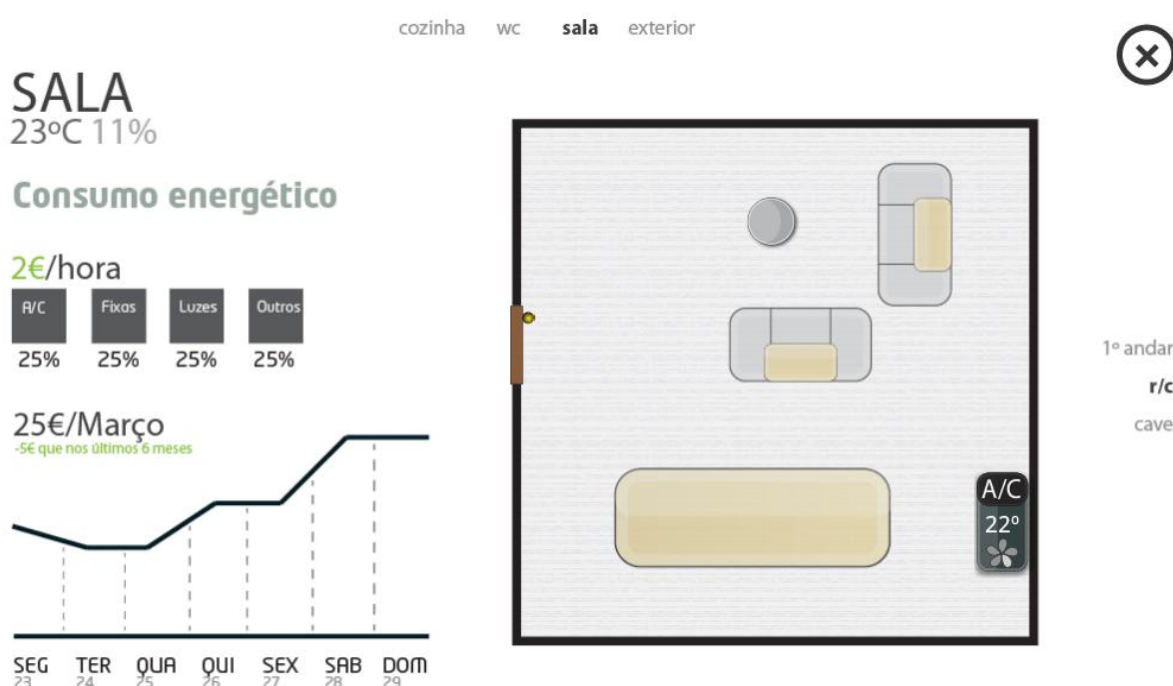 cozinha wc sala exterior
SALA
23ºC 11%
Consumo energético
2€/hora
A/C Fixas Luzes Outros
25% 25% 25% 25%
25€/Março
-5€ que nos últimos 6 meses
SEG TER QUA QUI SEX SAB DOM
23 24 25 26 27 28 29
A/C
22º
1º andar
r/c
cave